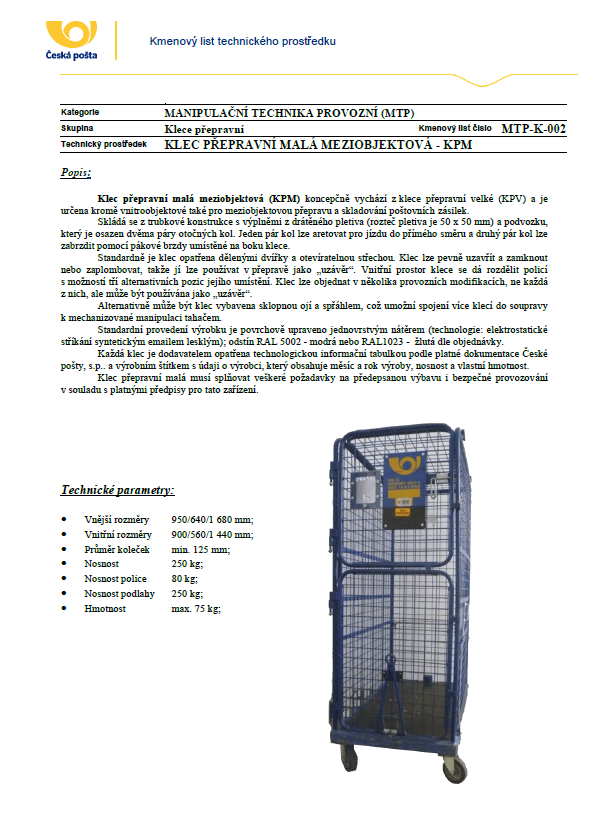 Česká pošta
Kmenový list technického prostředku
Kategorie MANIPULAČNÍ TECHNIKA PROVOZNÍ (MTP)
Skupina Klece přepravní Kmenový list číslo MTP-K-002
Technický prostředek KLEC PŘEPRAVNÍ MALÁ MEZIOBJEKTOVÁ - KPM
Popis:
Klec přepravní malá meziobjektová (KPM) koncepčně vychází z klece přepravní velké (KPV) a je
určena kromě vnitroobjektové také pro meziobjektovou přepravu a skladování poštovních zásilek.
Skládá se z trubkové konstrukce s výplněmi z drátěného pletiva (rozteč pletiva je 50 x 50 mm) a podvozku,
který je osazen dvěma páry otočných kol. Jeden pár kol lze aretovat pro jízdu do přímého směru a druhý pár kol lze
zabrzdit pomocí pákové brzdy umístěné na boku klece.
Standardně je klec opatřena dělenými dvířky a otevíratelnou střechou. Klec lze pevně uzavřít a zamknout
nebo zaplombovat, takže jí lze používat v přepravě jako „uzávěr“. Vnitřní prostor klece se dá rozdělit policí
s možností tří alternativních pozic jejího umístění. Klec lze objednat v několika provozních modifikacích, ne každá
z nich, ale může být používána jako „uzávěr“.
Alternativně může být klec vybavena sklopnou ojí a spřáhlem, což umožní spojení více klecí do soupravy
k mechanizované manipulaci tahačem.
Standardní provedení výrobku je povrchově upraveno jednovrstvým nátěrem (technologie: elektrostatické
stříkání syntetickým emailem lesklým); odstín RAL 5002 - modrá nebo RAL1023 - žlutá dle objednávky.
Každá klec je dodavatelem opatřena technologickou informační tabulkou podle platné dokumentace České
pošty, s.p.. a výrobním štítkem s údaji o výrobci, který obsahuje měsíc a rok výroby, nosnost a vlastní hmotnost.
Klec přepravní malá musí splňovat veškeré požadavky na předepsanou výbavu i bezpečné provozování
v souladu s platnými předpisy pro tato zařízení.
Technické parametry:
• Vnější rozměry 950/640/1 680 mm;
• Vnitřní rozměry 900/560/1 440 mm;
• Průměr koleček min. 125 mm;
• Nosnost 250 kg;
• Nosnost police 80 kg;
• Nosnost podlahy 250 kg;
• Hmotnost max. 75 kg;